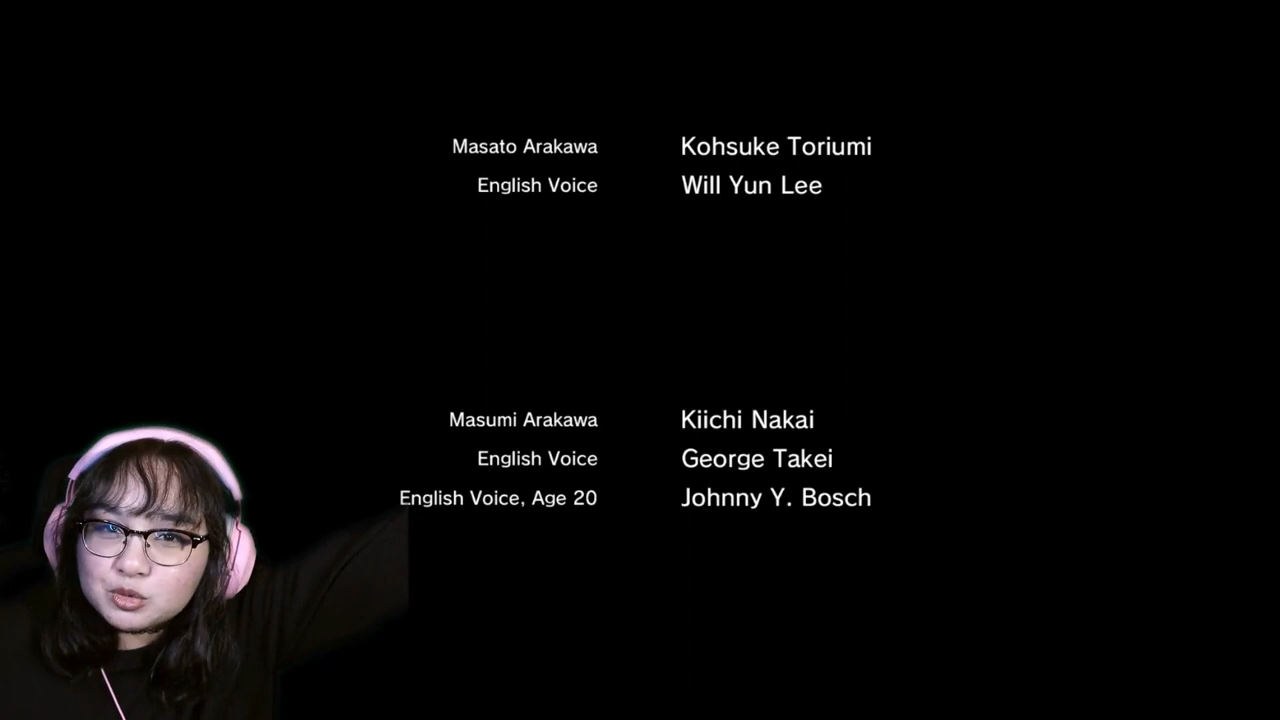 Masato Arakawa Kohsuke Toriumi
English Voice Will Yun Lee
Masumi Arakawa Kiichi Nakai
English Voice George Takei
English Voice, Age 20 Johnny Y. Bosch